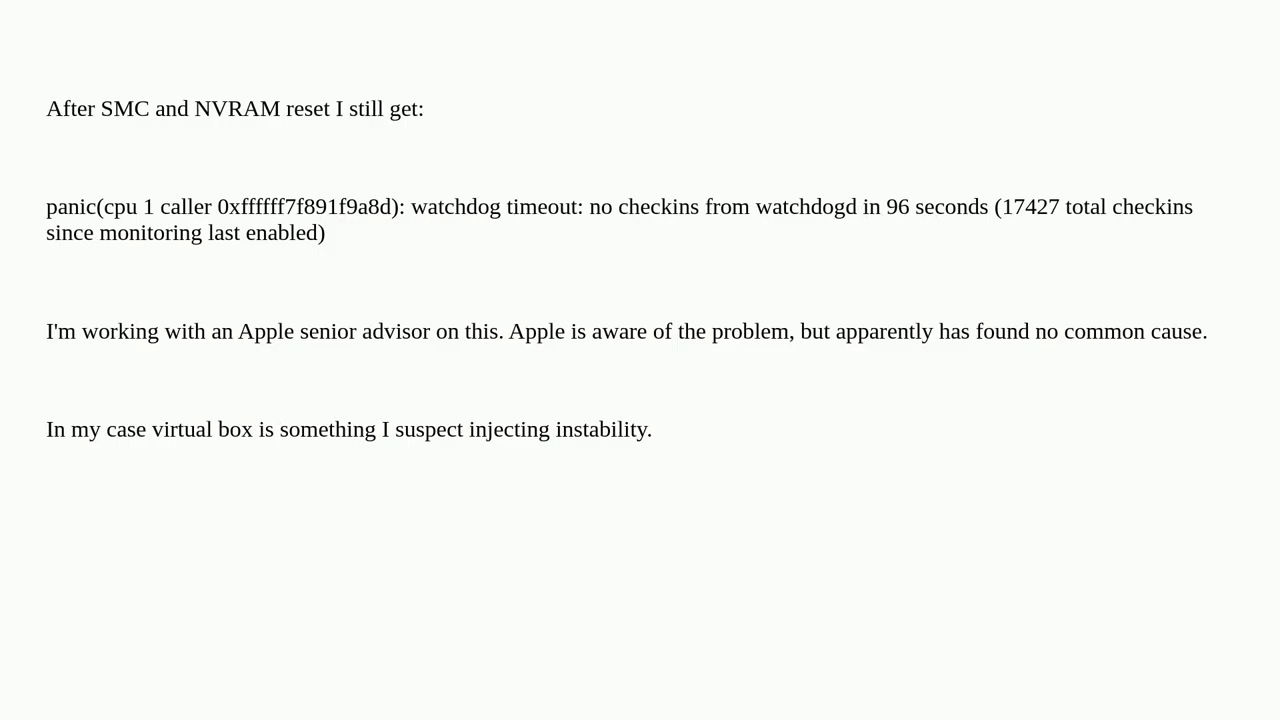 After SMC and NVRAM reset I still get:
panic(cpu 1 caller 0xffffff7f891f9a8d): watchdog timeout: no checkins from watchdogd in 96 seconds (17427 total checkins
since monitoring last enabled)
I'm working with an Apple senior advisor on this. Apple is aware of the problem, but apparently has found no common cause.
In my case virtual box is something I suspect injecting instability.